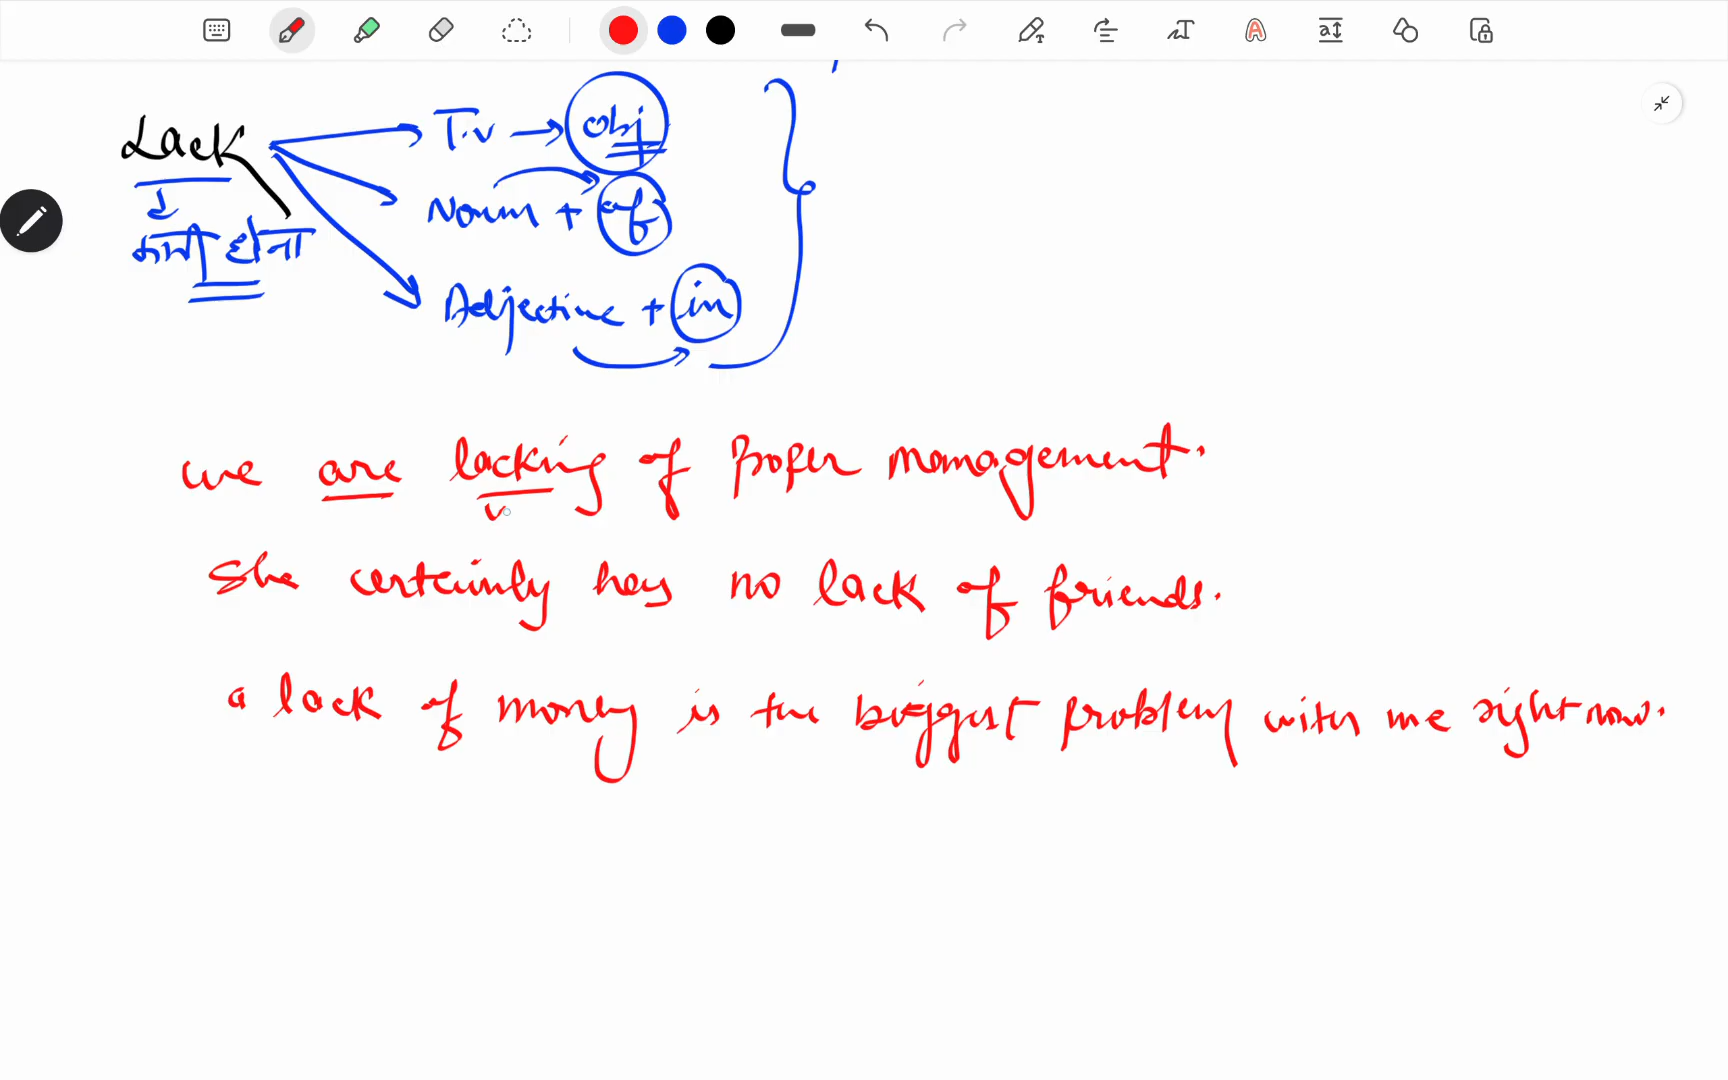 Lack
कमी होना
T.V → obj
Noun + of
Adjective + in
we are lacking of proper management.
v
she certainly has no lack of friends.
a lack of money is the biggest problem with me right now.